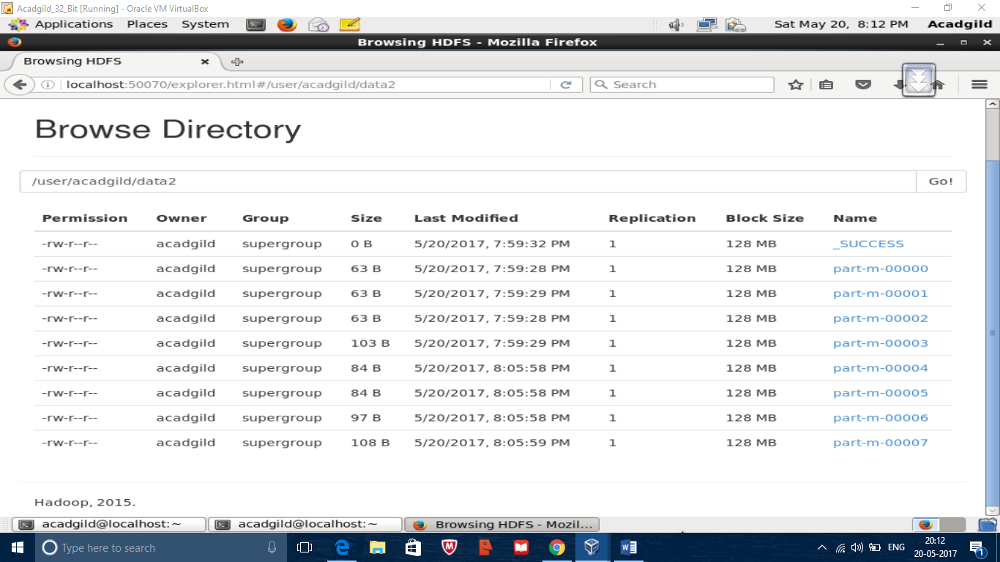 Acadgild_32_Bit [Running] - Oracle VM VirtualBox
Applications Places System Sat May 20, 8:12 PM Acadgild
Browsing HDFS - Mozilla Firefox
Browsing HDFS
localhost:50070/explorer.html#/user/acadgild/data2 Search
Browse Directory
/user/acadgild/data2 Go!
Permission Owner Group Size Last Modified Replication Block Size Name
-rw-r--r-- acadgild supergroup 0 B 5/20/2017, 7:59:32 PM 1 128 MB _SUCCESS
-rw-r--r-- acadgild supergroup 63 B 5/20/2017, 7:59:28 PM 1 128 MB part-m-00000
-rw-r--r-- acadgild supergroup 63 B 5/20/2017, 7:59:29 PM 1 128 MB part-m-00001
-rw-r--r-- acadgild supergroup 63 B 5/20/2017, 7:59:28 PM 1 128 MB part-m-00002
-rw-r--r-- acadgild supergroup 103 B 5/20/2017, 7:59:29 PM 1 128 MB part-m-00003
-rw-r--r-- acadgild supergroup 84 B 5/20/2017, 8:05:58 PM 1 128 MB part-m-00004
-rw-r--r-- acadgild supergroup 84 B 5/20/2017, 8:05:58 PM 1 128 MB part-m-00005
-rw-r--r-- acadgild supergroup 97 B 5/20/2017, 8:05:58 PM 1 128 MB part-m-00006
-rw-r--r-- acadgild supergroup 108 B 5/20/2017, 8:05:59 PM 1 128 MB part-m-00007
Hadoop, 2015.
acadgild@localhost:~ acadgild@localhost:~ Browsing HDFS - Mozil...
Type here to search ENG 20:12
20-05-2017 1